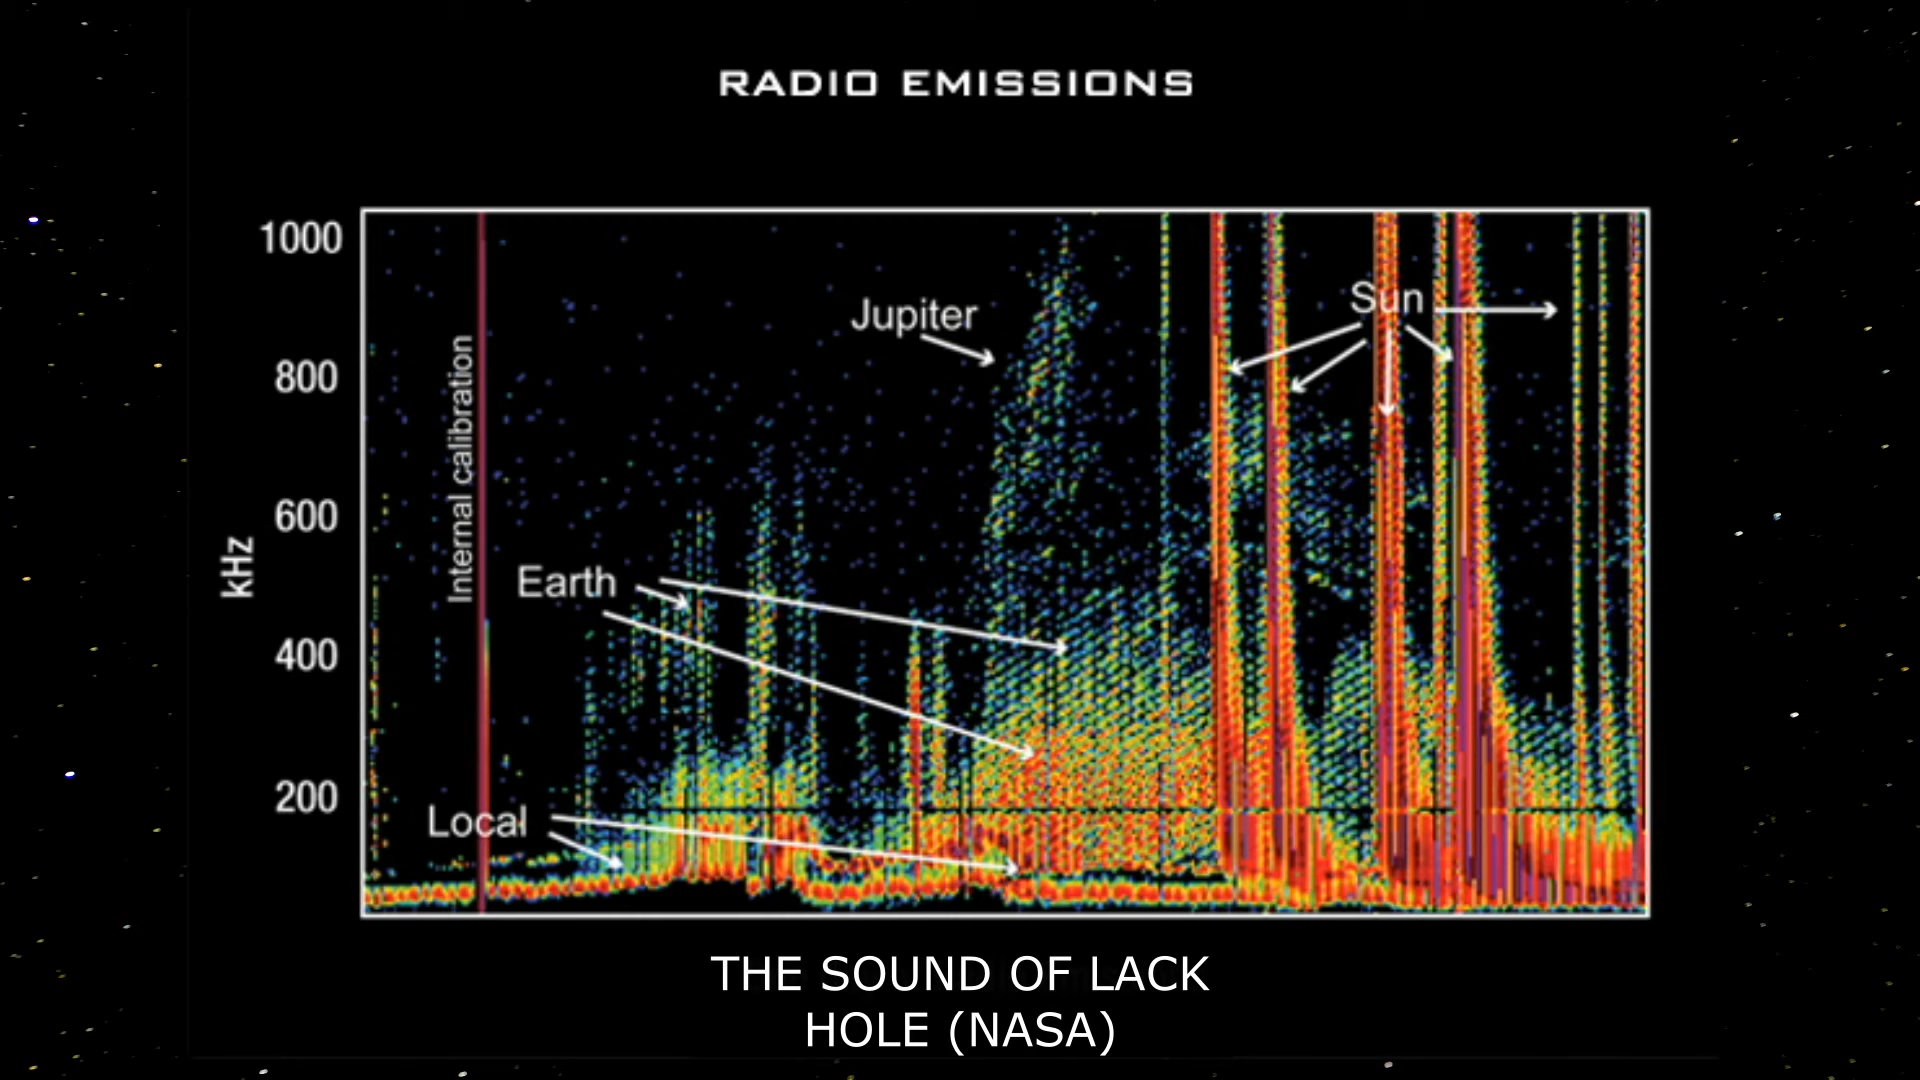 RADIO EMISSIONS
1000
800
600
400
200
kHz
Internal calibration
Jupiter
Sun
Earth
Local
THE SOUND OF LACK
HOLE (NASA)